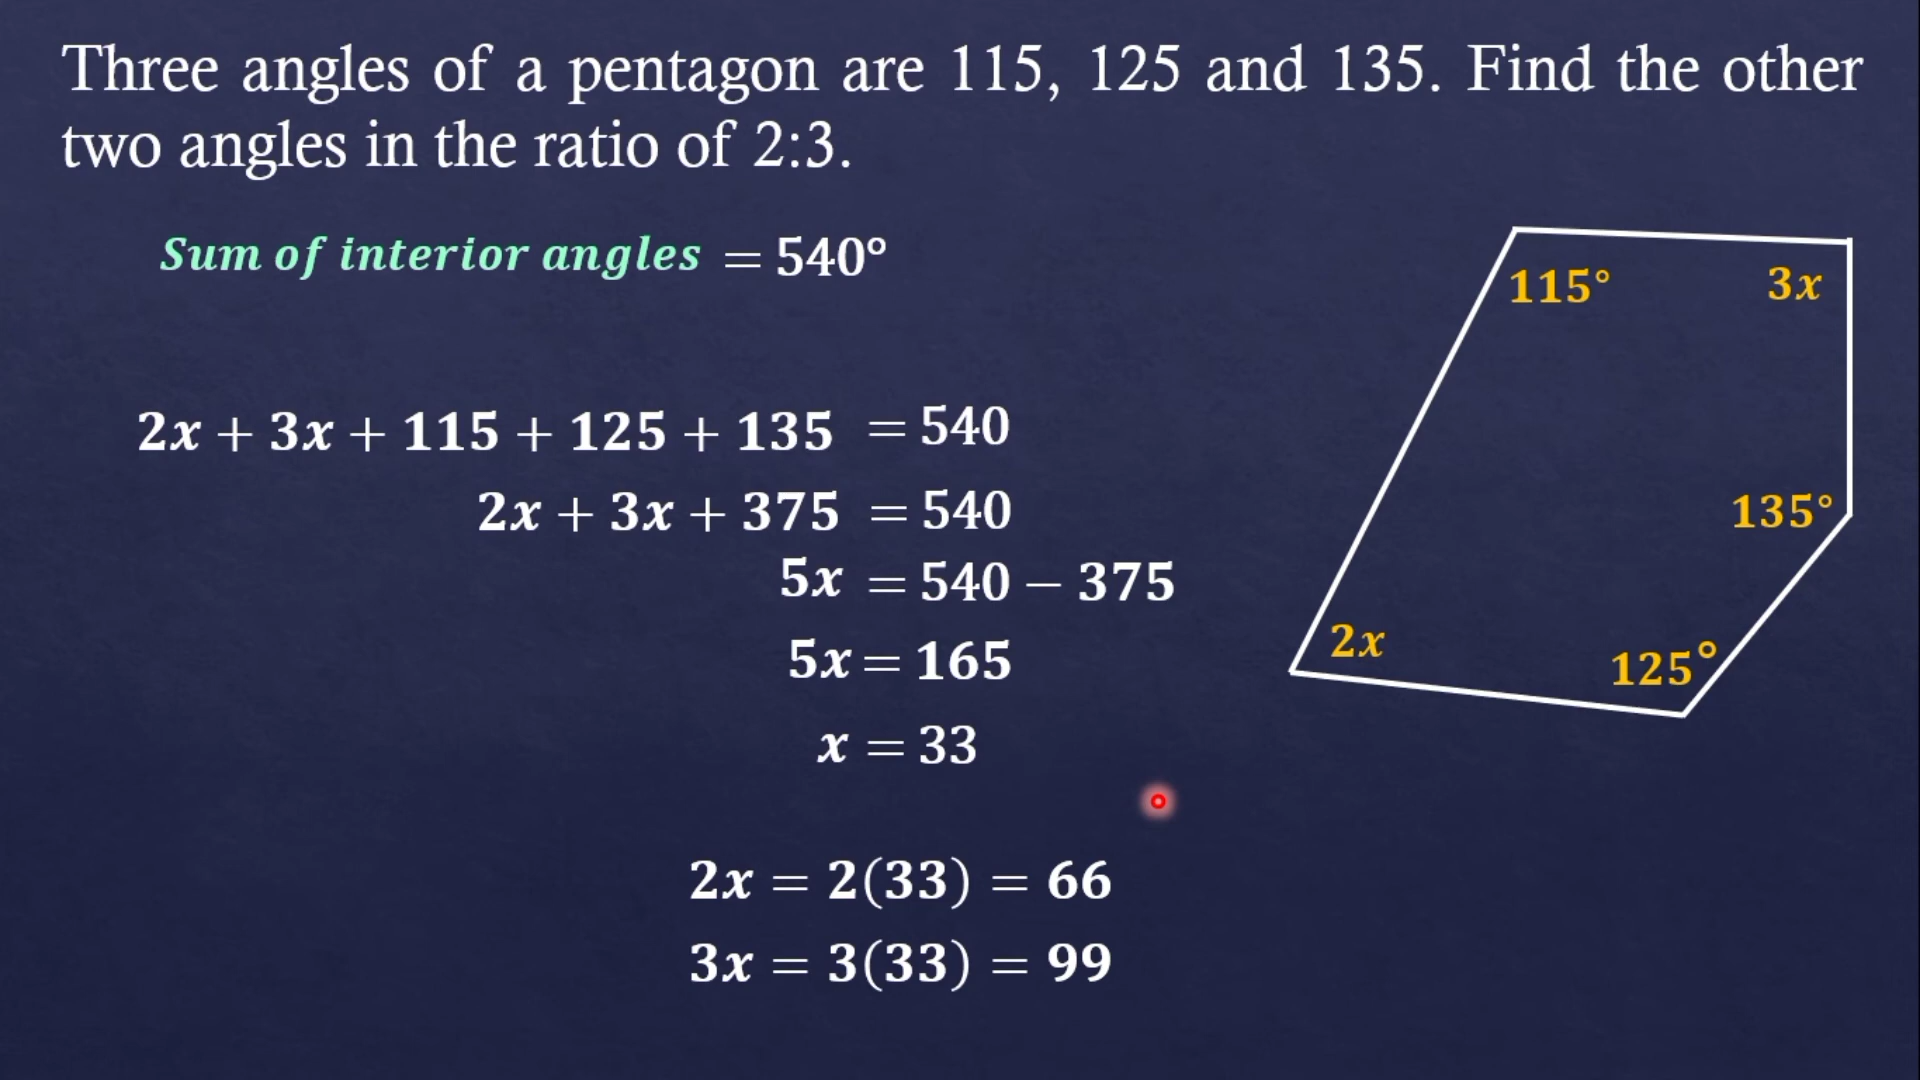 Three angles of a pentagon are 115, 125 and 135. Find the other
two angles in the ratio of 2:3.
Sum of interior angles = 540°
2x + 3x + 115 + 125 + 135 = 540
2x + 3x + 375 = 540
5x = 540 − 375
5x = 165
x = 33
2x = 2(33) = 66
3x = 3(33) = 99
115°
3x
135°
2x
125°